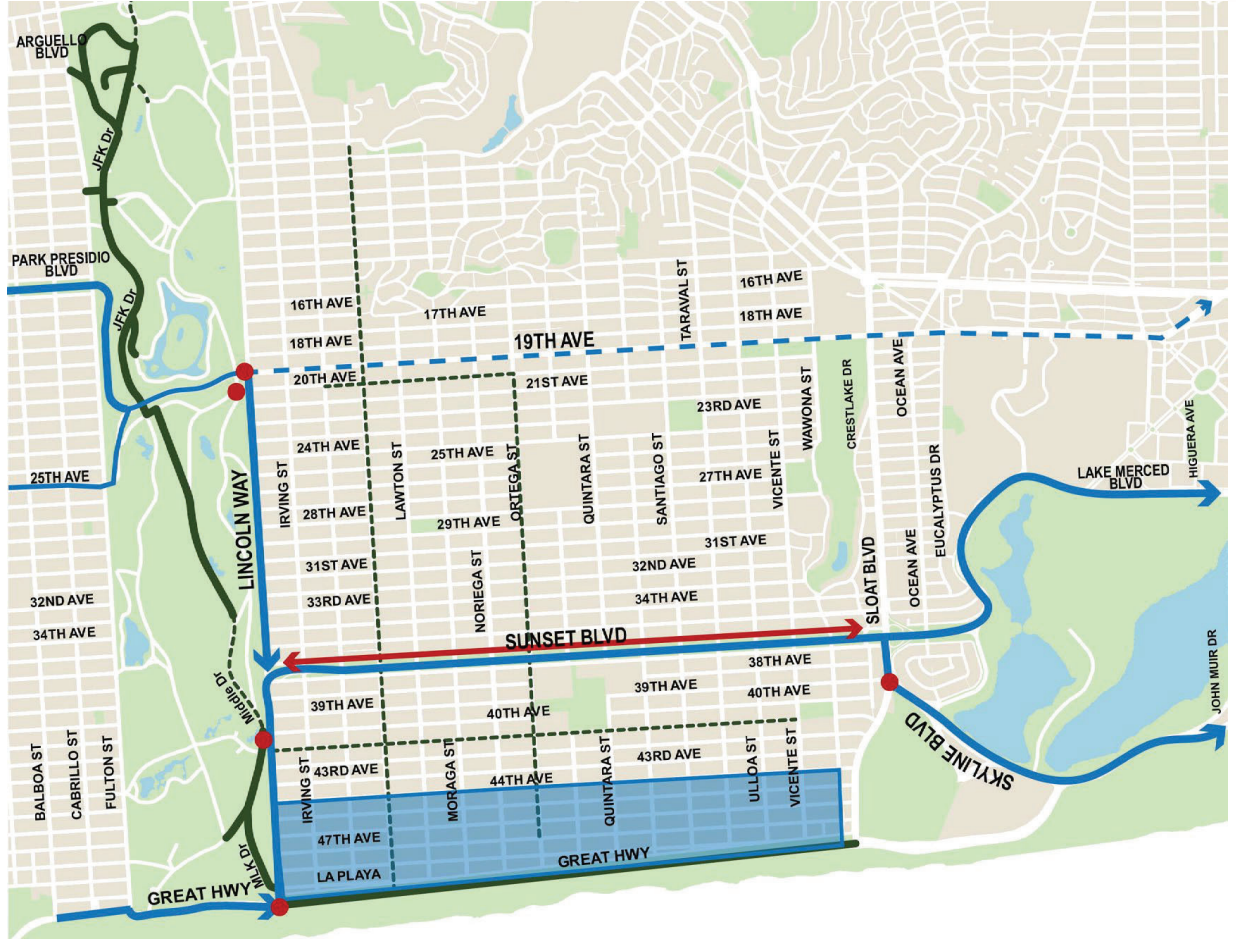 ARGUELLO
BLVD
JFK Dr
PARK PRESIDIO
BLVD
JFK Dr
16TH AVE
17TH AVE
18TH AVE
TARAVAL ST
16TH AVE
18TH AVE
19TH AVE
20TH AVE
21ST AVE
23RD AVE
WAWONA ST
CRESTLAKE DR
OCEAN AVE
HIGUERA AVE
25TH AVE
24TH AVE
25TH AVE
27TH AVE
VICENTE ST
LAKE MERCED
BLVD
IRVING ST
LAWTON ST
ORTEGA ST
QUINTARA ST
SANTIAGO ST
EUCALYPTUS DR
LINCOLN WAY
28TH AVE
29TH AVE
31ST AVE
31ST AVE
32ND AVE
32ND AVE
33RD AVE
34TH AVE
34TH AVE
NORIEGA ST
SLOAT BLVD
OCEAN AVE
SUNSET BLVD
Middle Dr
38TH AVE
39TH AVE
39TH AVE
40TH AVE
40TH AVE
SKYLINE BLVD
JOHN MUIR DR
BALBOA ST
CABRILLO ST
FULTON ST
IRVING ST
43RD AVE
MORAGA ST
44TH AVE
QUINTARA ST
43RD AVE
ULLOA ST
VICENTE ST
47TH AVE
MLK Dr
LA PLAYA
GREAT HWY
GREAT HWY